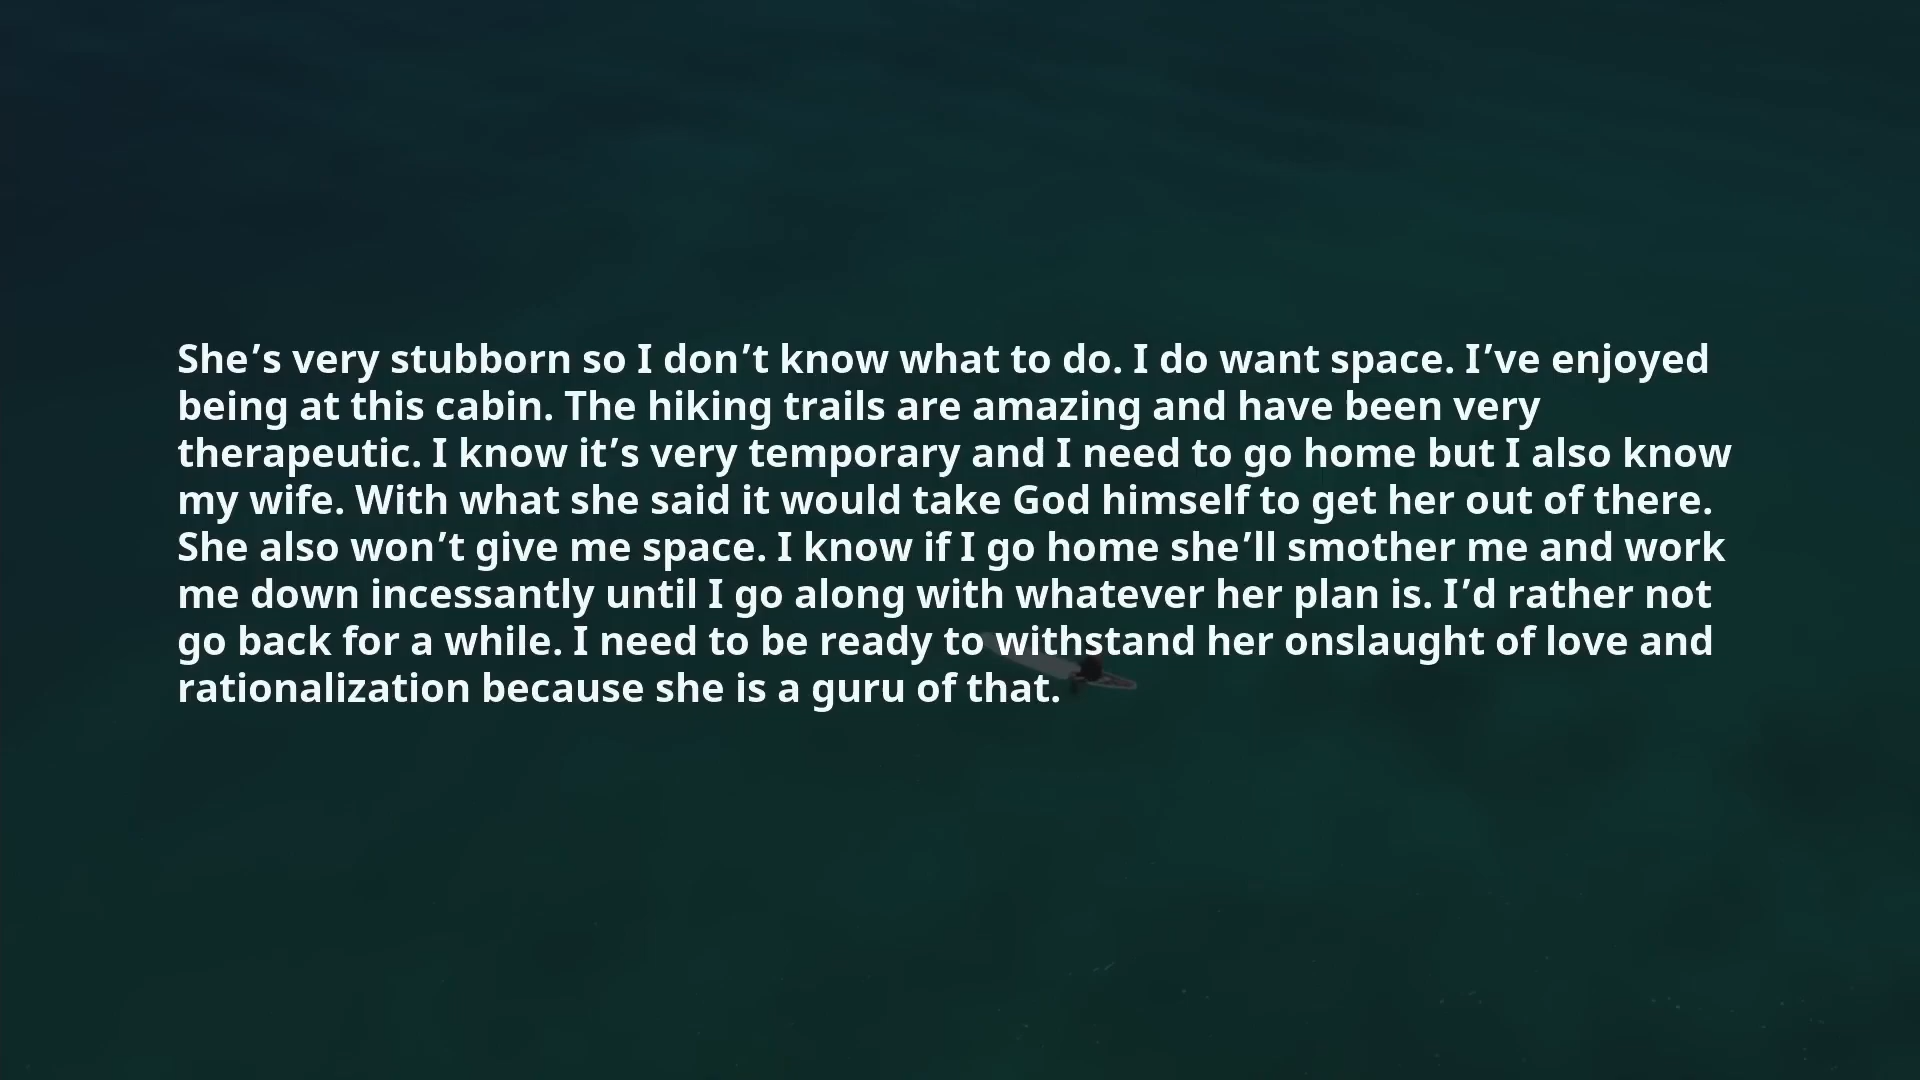 She’s very stubborn so I don’t know what to do. I do want space. I’ve enjoyed
being at this cabin. The hiking trails are amazing and have been very
therapeutic. I know it’s very temporary and I need to go home but I also know
my wife. With what she said it would take God himself to get her out of there.
She also won’t give me space. I know if I go home she’ll smother me and work
me down incessantly until I go along with whatever her plan is. I’d rather not
go back for a while. I need to be ready to withstand her onslaught of love and
rationalization because she is a guru of that.